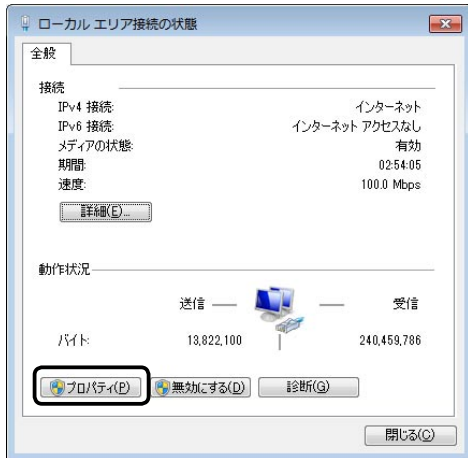 ローカル エリア接続の状態
全般
接続
IPv4 接続: インターネット
IPv6 接続: インターネット アクセスなし
メディアの状態: 有効
期間: 02:54:05
速度: 100.0 Mbps
詳細(E)...
動作状況
送信 受信
バイト: 13,822,100 240,459,786
プロパティ(P) 無効にする(D) 診断(G)
閉じる(C)